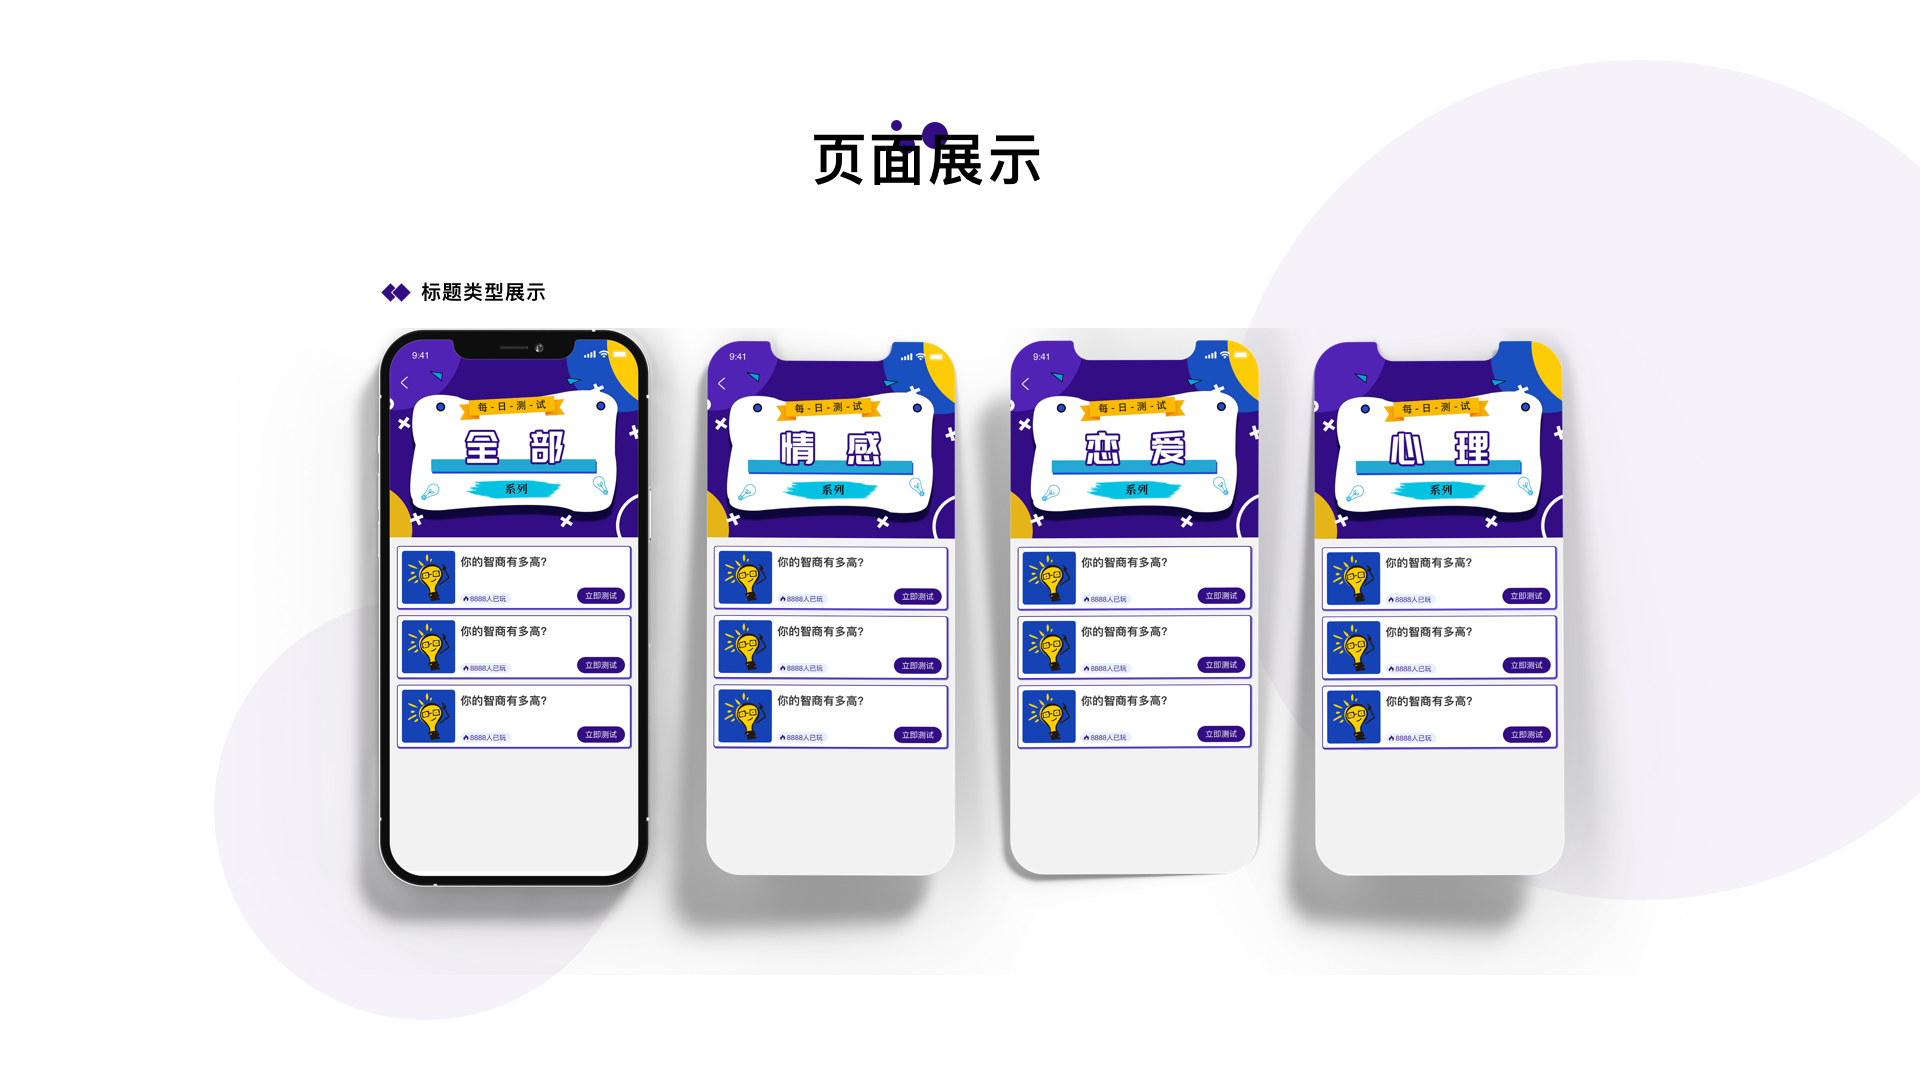 页面展示
标题类型展示
9:41
每-日-测-试
全 部
系列
你的智商有多高?
8888人已玩
立即测试
你的智商有多高?
8888人已玩
立即测试
你的智商有多高?
8888人已玩
立即测试
9:41
每-日-测-试
情 感
系列
你的智商有多高?
8888人已玩
立即测试
你的智商有多高?
8888人已玩
立即测试
你的智商有多高?
8888人已玩
立即测试
9:41
每-日-测-试
恋 爱
系列
你的智商有多高?
8888人已玩
立即测试
你的智商有多高?
8888人已玩
立即测试
你的智商有多高?
8888人已玩
立即测试
每-日-测-试
心 理
系列
你的智商有多高?
8888人已玩
立即测试
你的智商有多高?
8888人已玩
立即测试
你的智商有多高?
8888人已玩
立即测试